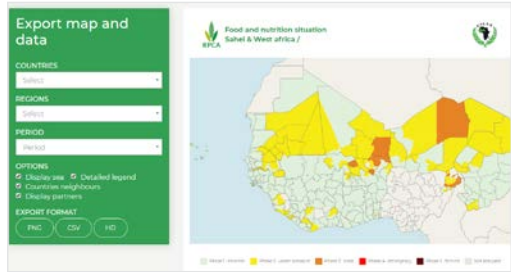 Export map and
data
COUNTRIES
Select
REGIONS
Select
PERIOD
Period
OPTIONS
Display sea Detailed legend
Countries neighbours
Display partners
EXPORT FORMAT
PNG CSV HD
RPCA
Food and nutrition situation
Sahel & West africa /